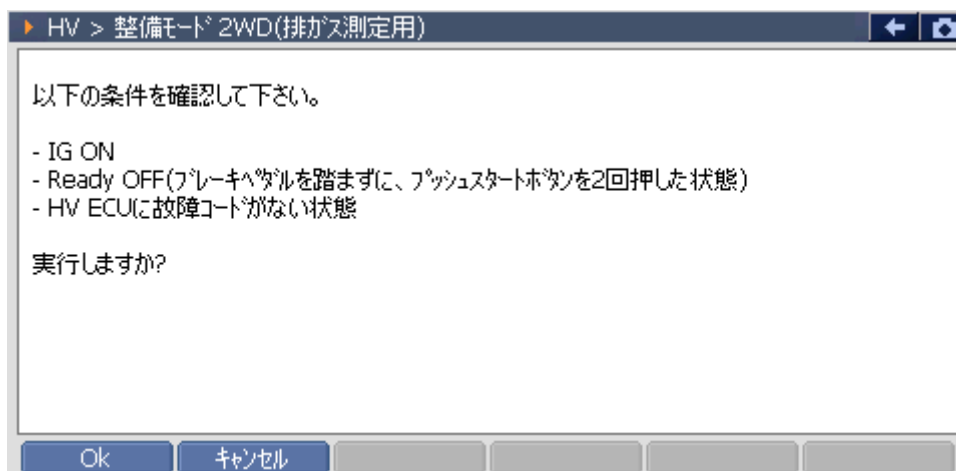 HV > 整備ﾓｰﾄﾞ2WD(排ｶﾞｽ測定用)
以下の条件を確認して下さい。
- IG ON
- Ready OFF(ﾌﾞﾚｰｷﾍﾟﾀﾞﾙを踏まずに、ﾌﾟｯｼｭｽﾀｰﾄﾎﾞﾀﾝを2回押した状態)
- HV ECUに故障ｺｰﾄﾞがない状態
実行しますか?
Ok ｷｬﾝｾﾙ